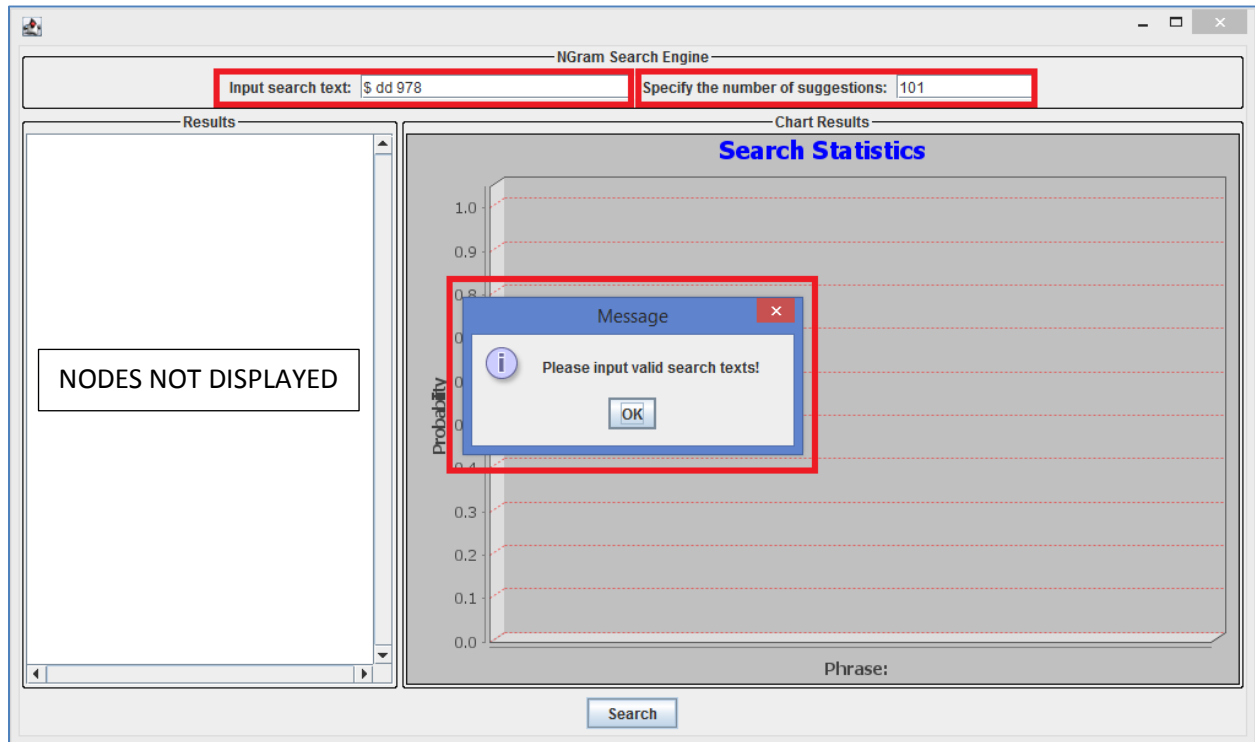 NGram Search Engine
Input search text: $ dd 978 Specify the number of suggestions: 101
Results
Chart Results
Search Statistics
NODES NOT DISPLAYED
Probability
1.0
0.9
0.8
Message
Please input valid search texts!
OK
0.4
0.3
0.2
0.1
0.0
Phrase:
Search